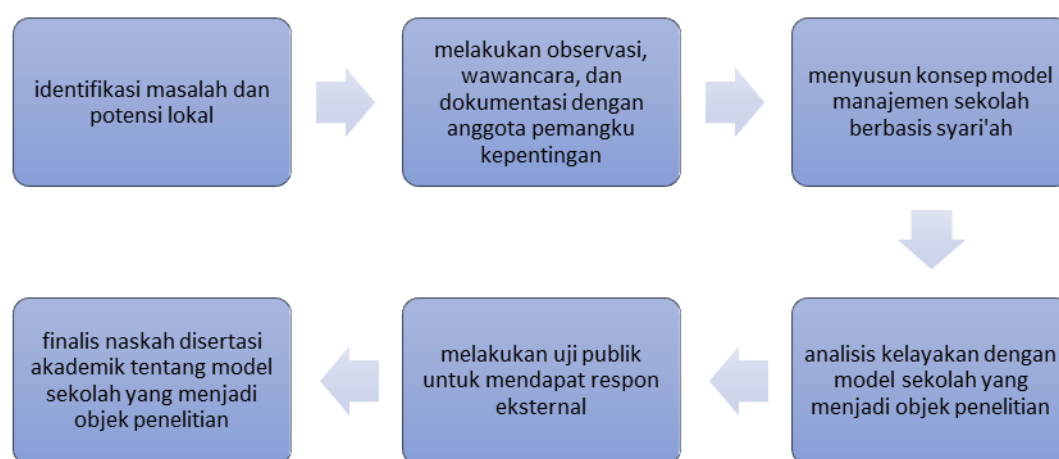 identifikasi masalah dan
potensi lokal
melakukan observasi,
wawancara, dan
dokumentasi dengan
anggota pemangku
kepentingan
menyusun konsep model
manajemen sekolah
berbasis syari'ah
analisis kelayakan dengan
model sekolah yang
menjadi objek penelitian
melakukan uji publik
untuk mendapat respon
eksternal
finalis naskah disertasi
akademik tentang model
sekolah yang menjadi
objek penelitian